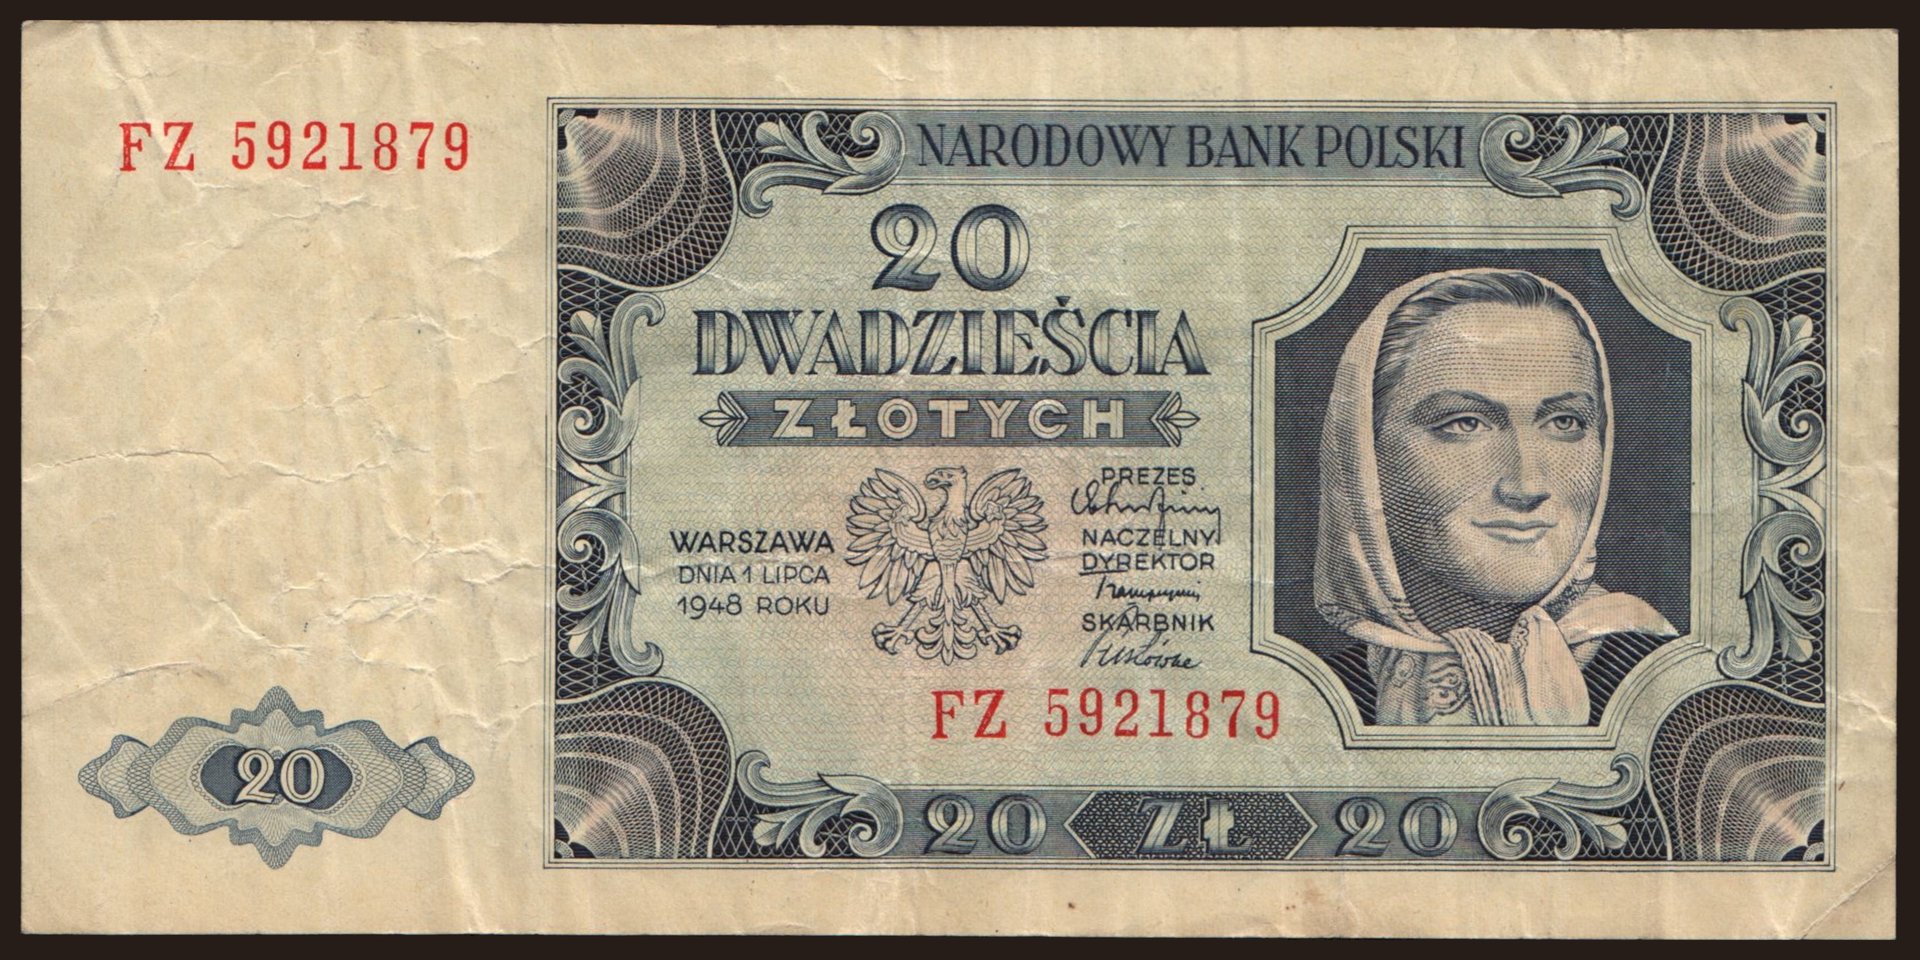 FZ 5921879
NARODOWY BANK POLSKI
20
DWADZIEŚCIA
ZŁOTYCH
WARSZAWA
DNIA 1 LIPCA
1948 ROKU
PREZES
NACZELNY
DYREKTOR
SKARBNIK
FZ 5921879
20
20 ZŁ 20